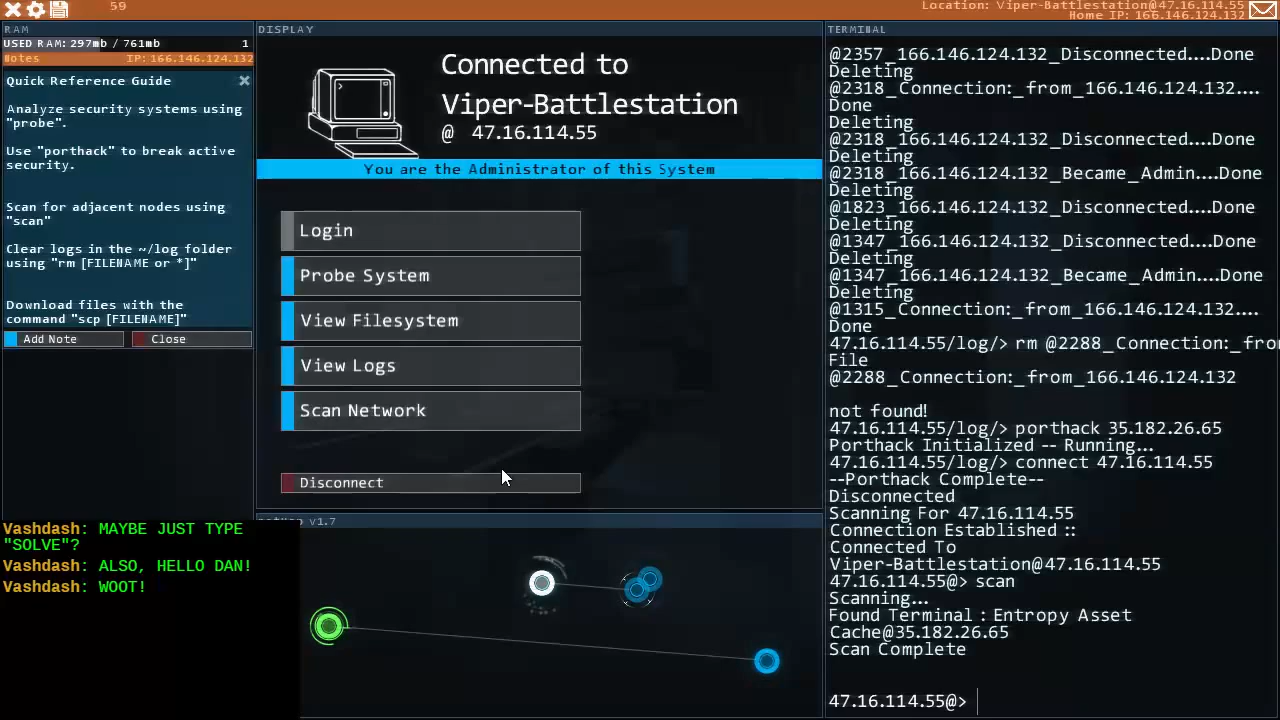 59
Location: Viper-Battlestation@47.16.114.55
Home IP: 166.146.124.132
RAM
USED RAM: 297mb / 761mb 1
Notes IP: 166.146.124.132
Quick Reference Guide
Analyze security systems using
"probe".
Use "porthack" to break active
security.
Scan for adjacent nodes using
"scan"
Clear logs in the ~/log folder
using "rm [FILENAME or *]"
Download files with the
command "scp [FILENAME]"
Add Note
Close
Vashdash: MAYBE JUST TYPE
"SOLVE"?
Vashdash: ALSO, HELLO DAN!
Vashdash: WOOT!
DISPLAY
Connected to
Viper-Battlestation
@ 47.16.114.55
You are the Administrator of this System
Login
Probe System
View Filesystem
View Logs
Scan Network
Disconnect
v1.7
TERMINAL
@2357_166.146.124.132_Disconnected....Done
Deleting
@2318_Connection:_from_166.146.124.132....
Done
Deleting
@2318_166.146.124.132_Disconnected....Done
Deleting
@2318_166.146.124.132_Became_Admin....Done
Deleting
@1823_166.146.124.132_Disconnected....Done
Deleting
@1347_166.146.124.132_Disconnected....Done
Deleting
@1347_166.146.124.132_Became_Admin....Done
Deleting
@1315_Connection:_from_166.146.124.132....
Done
47.16.114.55/log/> rm @2288_Connection:_fro
File
@2288_Connection:_from_166.146.124.132
not found!
47.16.114.55/log/> porthack 35.182.26.65
Porthack Initialized -- Running...
47.16.114.55/log/> connect 47.16.114.55
--Porthack Complete--
Disconnected
Scanning For 47.16.114.55
Connection Established ::
Connected To
Viper-Battlestation@47.16.114.55
47.16.114.55@> scan
Scanning...
Found Terminal : Entropy Asset
Cache@35.182.26.65
Scan Complete
47.16.114.55@>